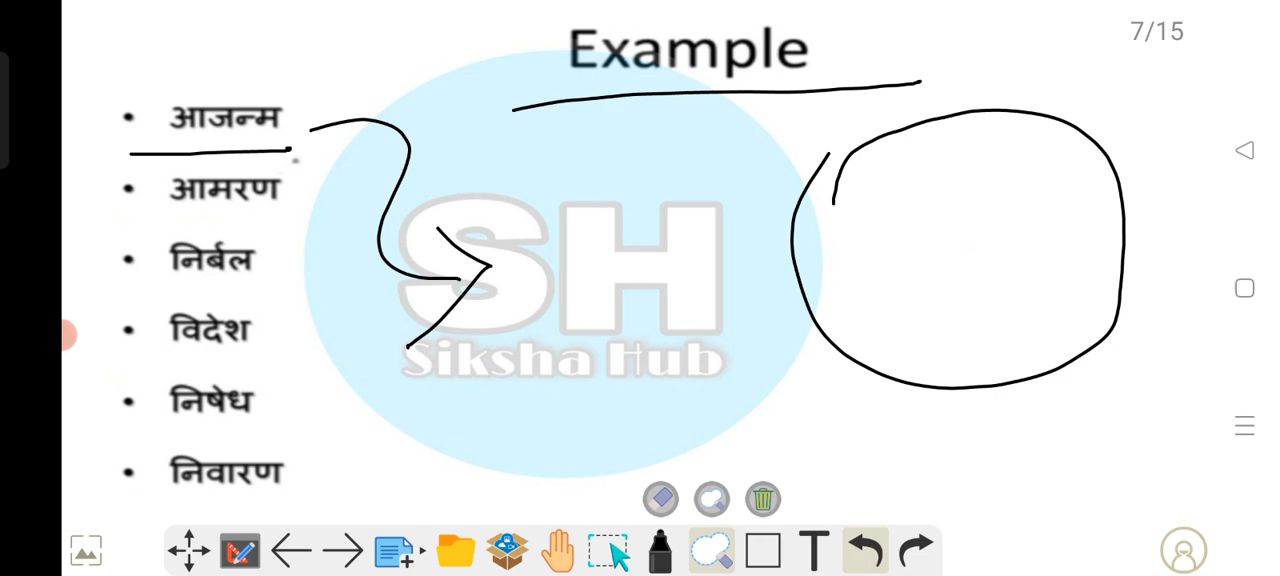 Example
7/15
• आजन्म
• आमरण
• निर्बल
• विदेश
• निषेध
• निवारण
SH
Siksha Hub
T